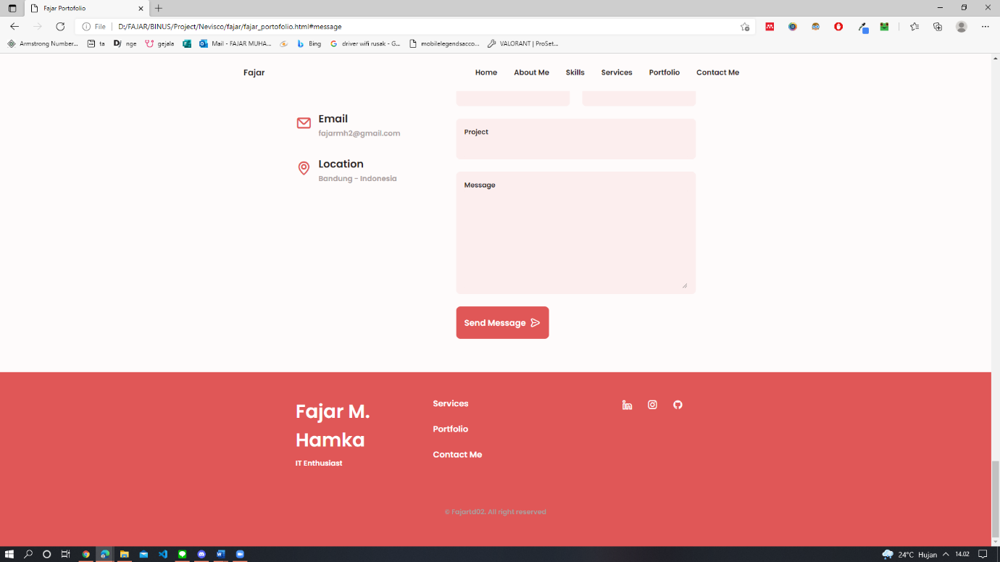 Fajar Portofolio
File
D:/FAJAR/BINUS/Project/Nevisco/fajar/fajar_portofolio.html#message
Armstrong Number...
ta
nge
gejala
Mail - FAJAR MUHA...
Bing
driver wifi rusak - G...
mobilelegendsacco...
VALORANT | ProSet...
Fajar
Home
About Me
Skills
Services
Portfolio
Contact Me
Email
fajarmh2@gmail.com
Location
Bandung - Indonesia
Project
Message
Send Message
Fajar M.
Hamka
IT Enthusiast
Services
Portfolio
Contact Me
© Fajartd02. All right reserved
24°C Hujan
14.02